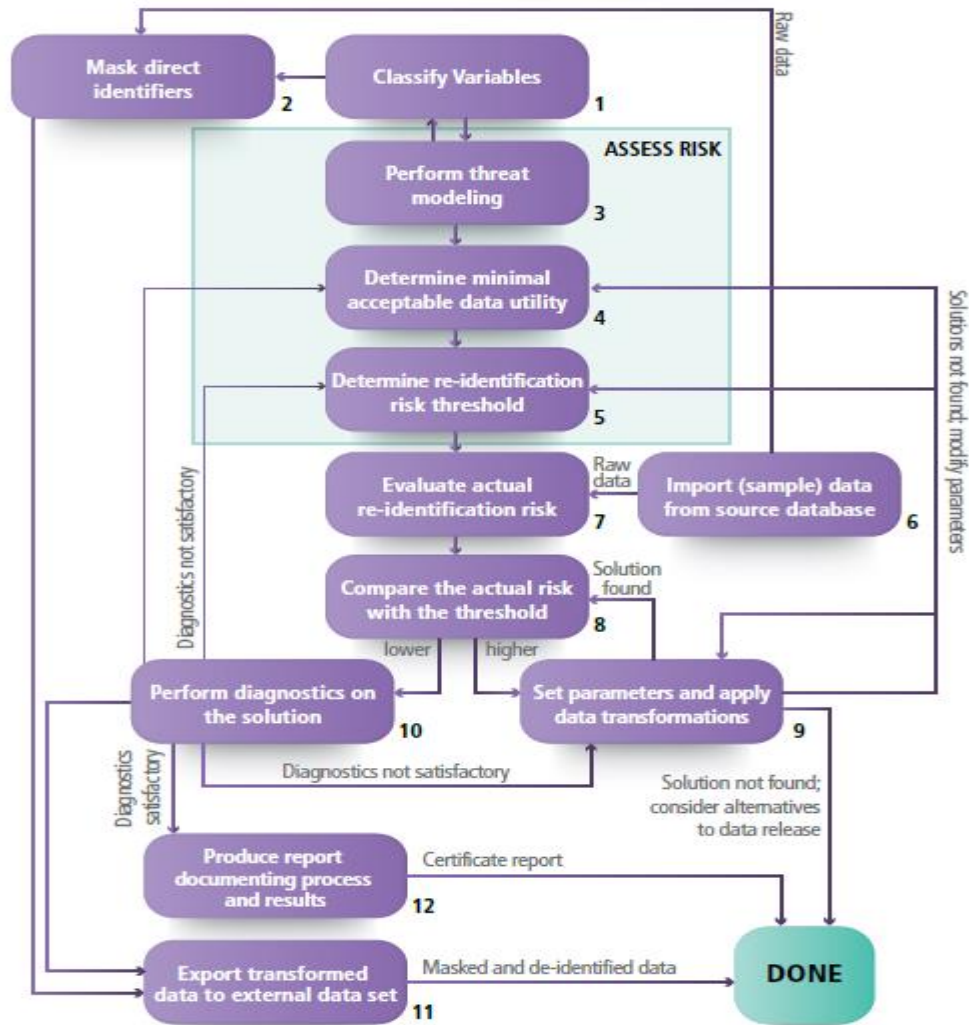 Raw data
Mask direct
identifiers
2
Classify Variables
1
ASSESS RISK
Perform threat
modeling
3
Determine minimal
acceptable data utility
4
Determine re-identification
risk threshold
5
Solutions not found; modify parameters
Diagnostics not satisfactory
Evaluate actual
re-identification risk
7
Raw
data
Import (sample) data
from source database
6
Compare the actual risk
with the threshold
8
Solution
found
lower
higher
Perform diagnostics on
the solution
10
Set parameters and apply
data transformations
9
Diagnostics
satisfactory
Diagnostics not satisfactory
Solution not found;
consider alternatives
to data release
Produce report
documenting process
and results
12
Certificate report
Export transformed
data to external data set
11
Masked and de-identified data
DONE